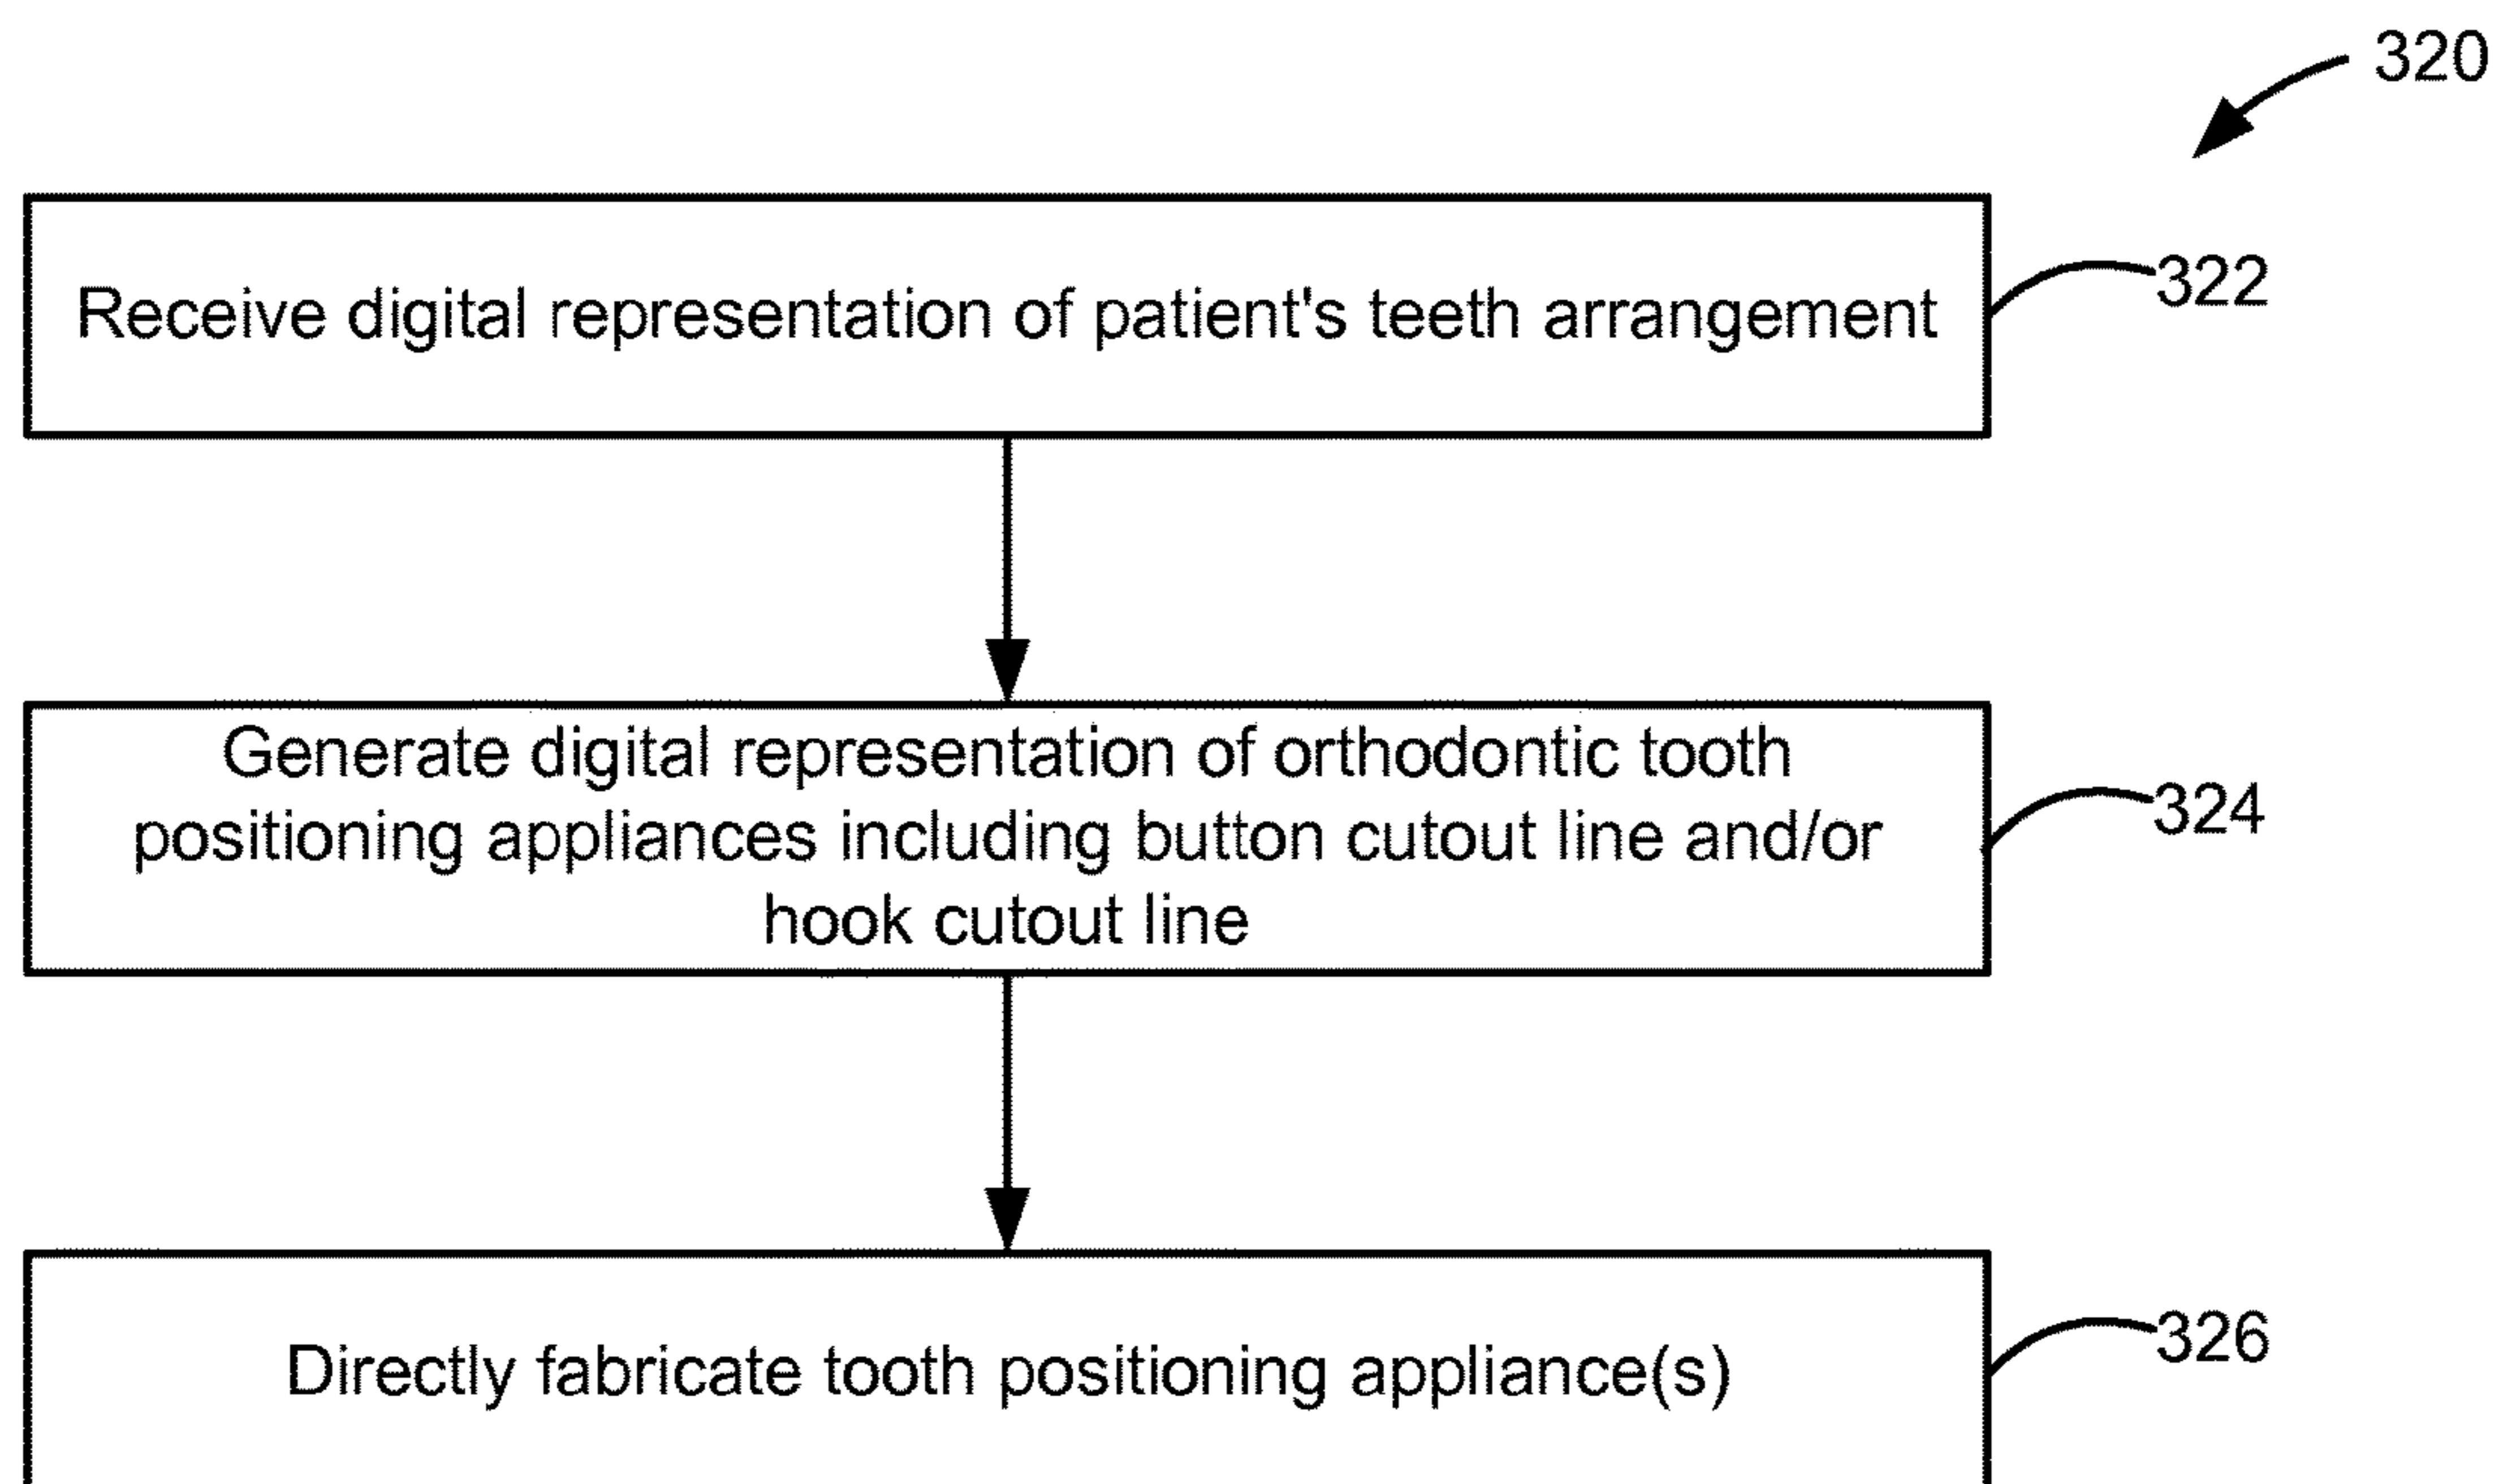 320
Receive digital representation of patient's teeth arrangement
322
Generate digital representation of orthodontic tooth
positioning appliances including button cutout line and/or
hook cutout line
324
Directly fabricate tooth positioning appliance(s)
326